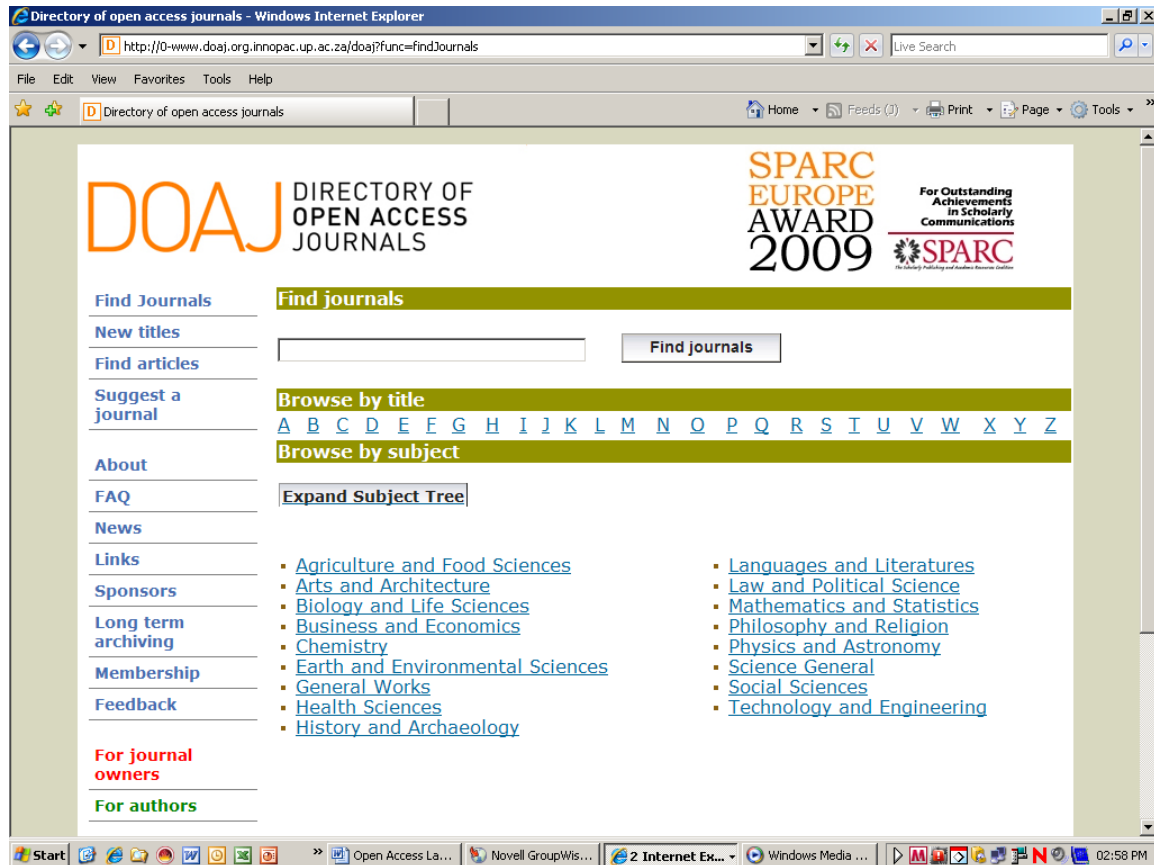 Directory of open access journals - Windows Internet Explorer
http://0-www.doaj.org.innopac.up.ac.za/doaj?func=findJournals
Live Search
File Edit View Favorites Tools Help
Directory of open access journals
Home Feeds (J) Print Page Tools »
DOAJ DIRECTORY OF
OPEN ACCESS
JOURNALS
SPARC
EUROPE
AWARD
2009
For Outstanding
Achievements
in Scholarly
Communications
SPARC
The Scholarly Publishing and Academic Resources Coalition
Find Journals
New titles
Find articles
Suggest a
journal
About
FAQ
News
Links
Sponsors
Long term
archiving
Membership
Feedback
For journal
owners
For authors
Find journals
Find journals
Browse by title
A B C D E F G H I J K L M N O P Q R S T U V W X Y Z
Browse by subject
Expand Subject Tree
Agriculture and Food Sciences
Arts and Architecture
Biology and Life Sciences
Business and Economics
Chemistry
Earth and Environmental Sciences
General Works
Health Sciences
History and Archaeology
Languages and Literatures
Law and Political Science
Mathematics and Statistics
Philosophy and Religion
Physics and Astronomy
Science General
Social Sciences
Technology and Engineering
Start » Open Access La... Novell GroupWis... 2 Internet Ex... Windows Media ... 02:58 PM